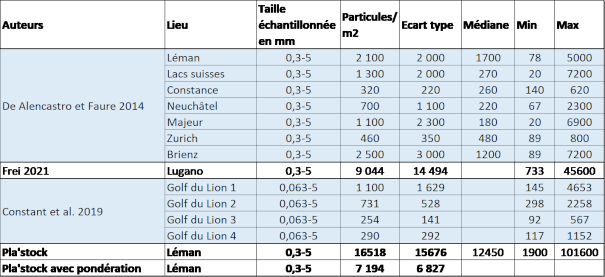 Auteurs Lieu Taille échantillonnée en mm Particules/ m2 Ecart type Médiane Min Max
De Alencastro et Faure 2014 Léman 0,3-5 2 100 2 000 1700 78 5000
Lacs suisses 0,3-5 1 300 2 000 270 20 7200
Constance 0,3-5 320 220 260 140 620
Neuchâtel 0,3-5 700 1 100 220 67 2300
Majeur 0,3-5 1 100 2 300 180 20 6900
Zurich 0,3-5 460 350 480 89 800
Brienz 0,3-5 2 500 3 000 1200 89 7200
Frei 2021 Lugano 0,3-5 9 044 14 494 733 45600
Constant et al. 2019 Golf du Lion 1 0,063-5 1 100 1 629 145 4653
Golf du Lion 2 0,063-5 731 528 298 2258
Golf du Lion 3 0,063-5 254 141 92 567
Golf du Lion 4 0,063-5 290 292 117 1152
Pla'stock Léman 0,3-5 16518 15676 12450 1900 101600
Pla'stock avec pondération Léman 7 194 6 827